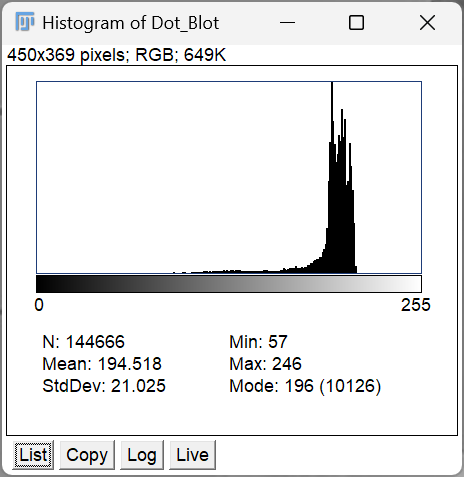 Histogram of Dot_Blot
450x369 pixels; RGB; 649K
0 255
N: 144666 Min: 57
Mean: 194.518 Max: 246
StdDev: 21.025 Mode: 196 (10126)
List Copy Log Live